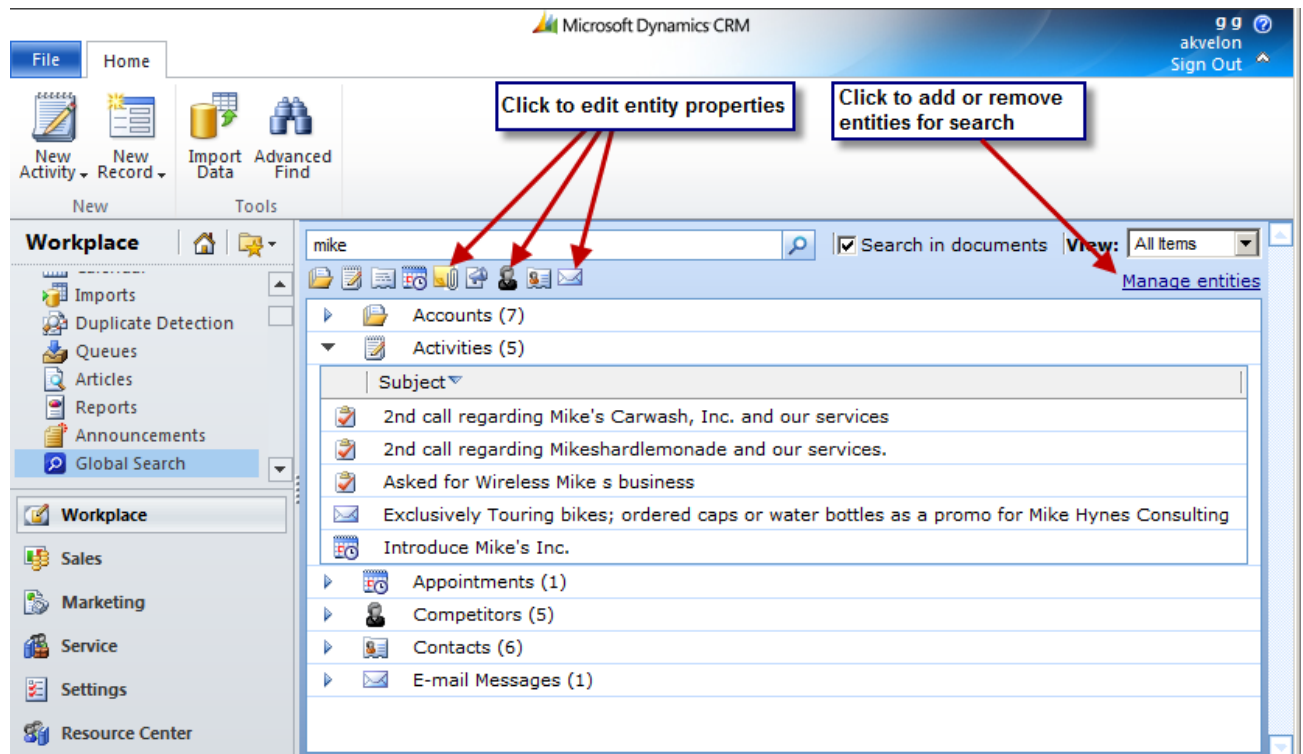 Microsoft Dynamics CRM
g g
akvelon
Sign Out
File Home
New Activity
New Record
Import Data
Advanced Find
New
Tools
Click to edit entity properties
Click to add or remove
entities for search
Workplace
Calendar
Imports
Duplicate Detection
Queues
Articles
Reports
Announcements
Global Search
Workplace
Sales
Marketing
Service
Settings
Resource Center
mike
Search in documents View: All Items
Manage entities
Accounts (7)
Activities (5)
Subject
2nd call regarding Mike's Carwash, Inc. and our services
2nd call regarding Mikeshardlemonade and our services.
Asked for Wireless Mike s business
Exclusively Touring bikes; ordered caps or water bottles as a promo for Mike Hynes Consulting
Introduce Mike's Inc.
Appointments (1)
Competitors (5)
Contacts (6)
E-mail Messages (1)